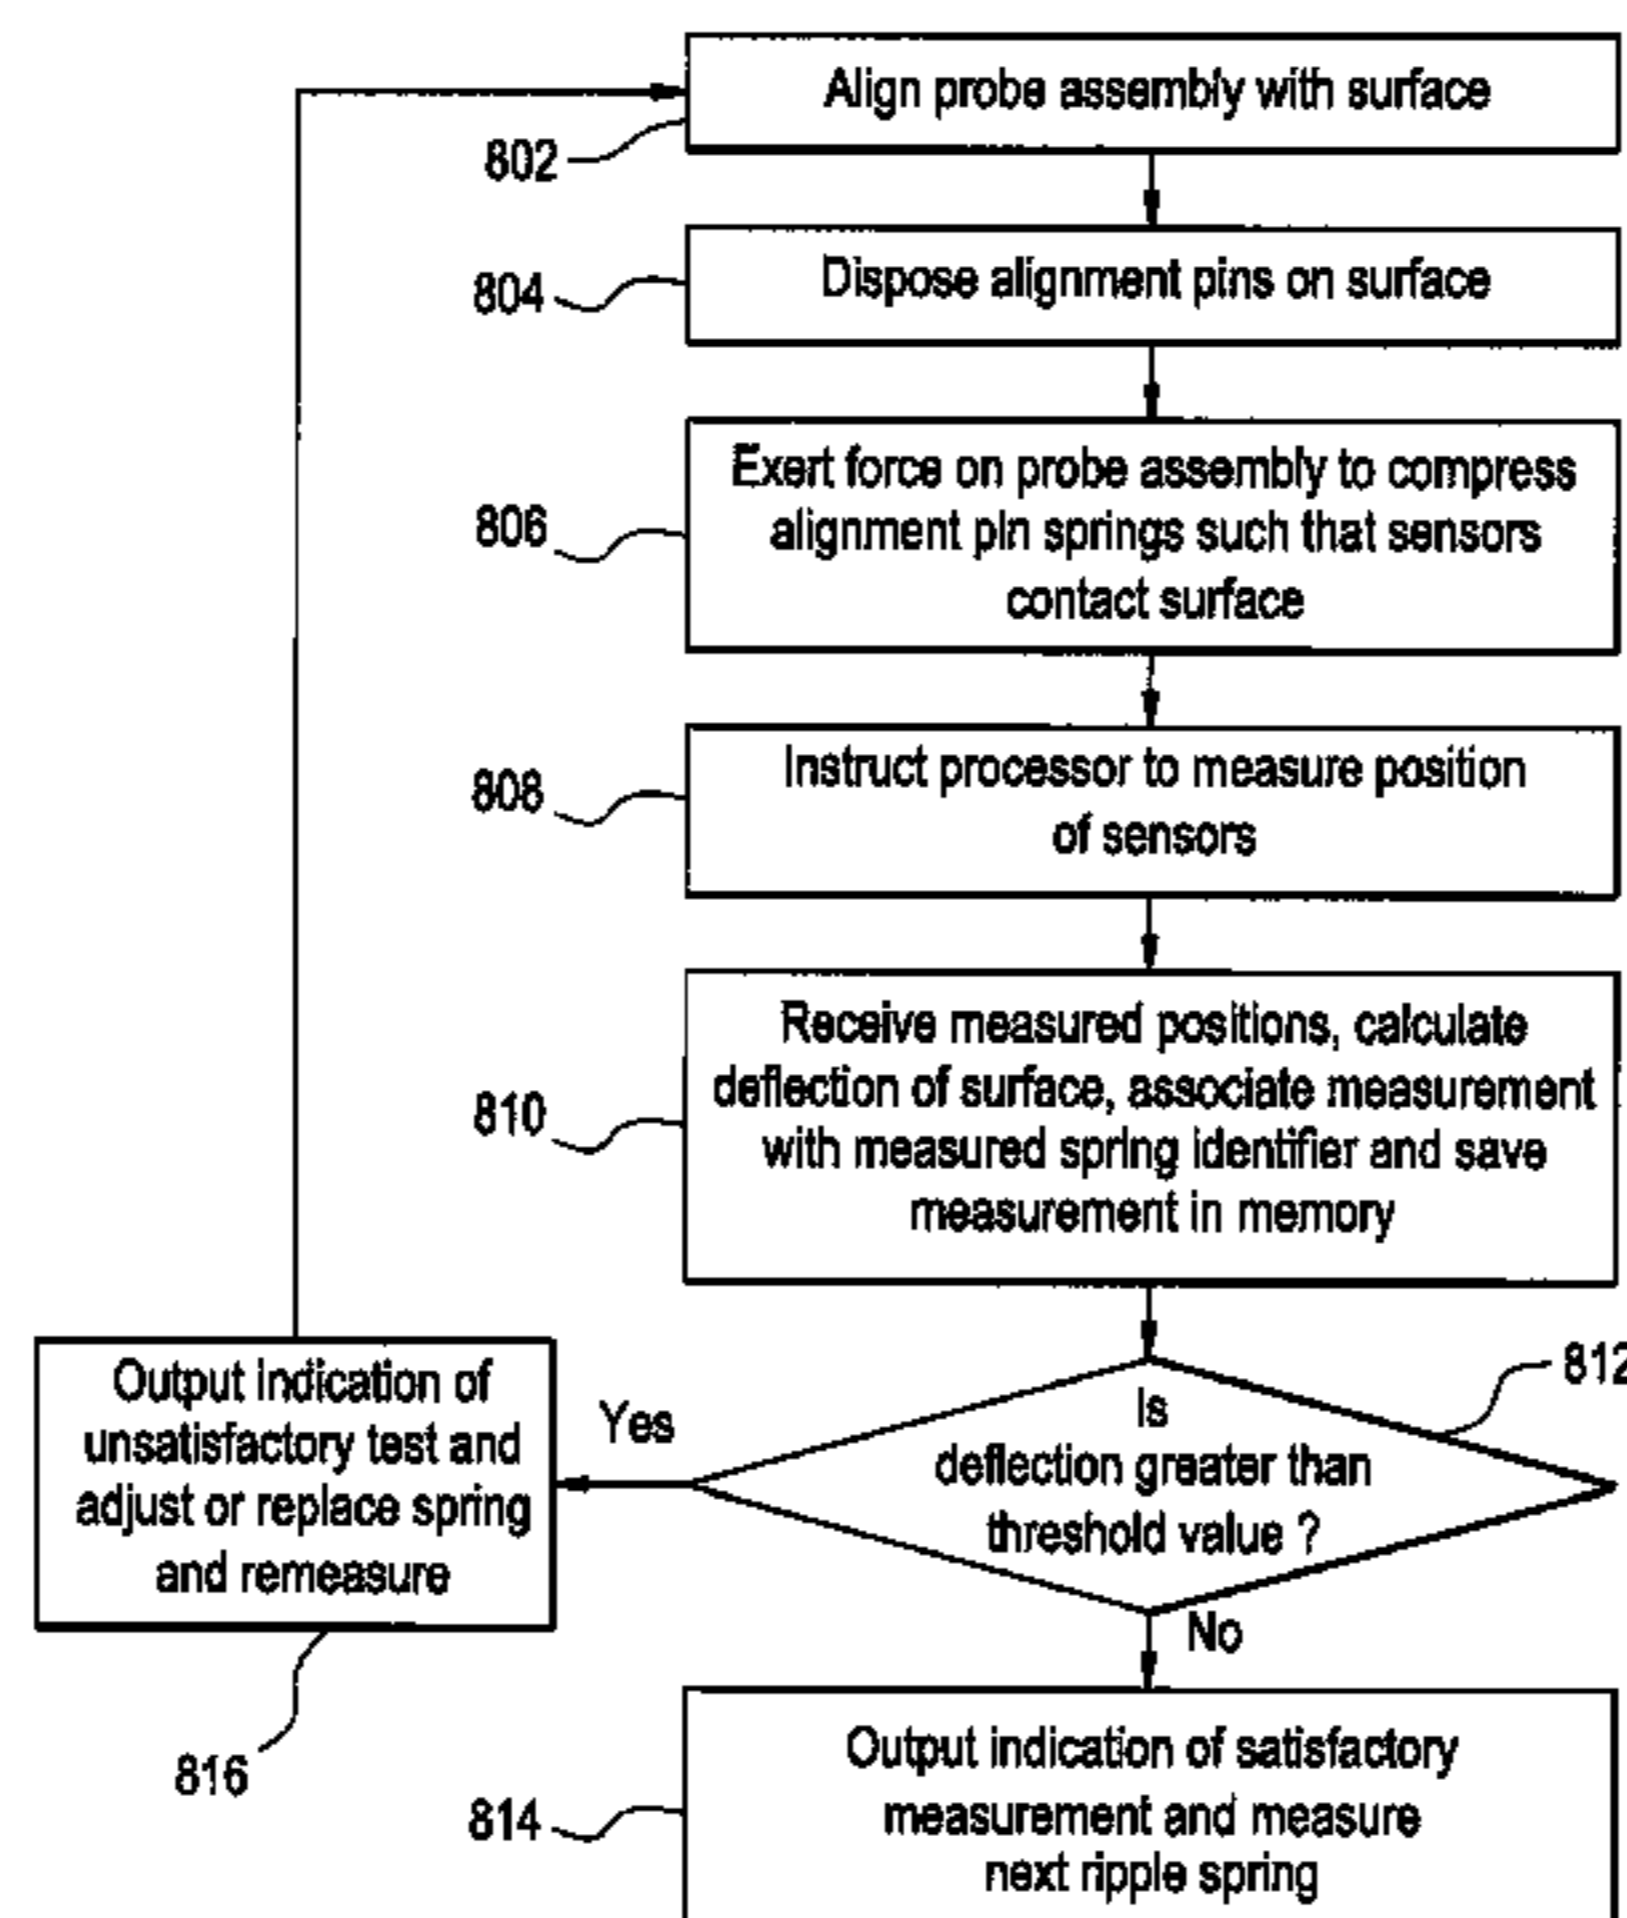 Align probe assembly with surface
802
Dispose alignment pins on surface
804
Exert force on probe assembly to compress
alignment pin springs such that sensors
contact surface
806
Instruct processor to measure position
of sensors
808
Receive measured positions, calculate
deflection of surface, associate measurement
with measured spring identifier and save
measurement in memory
810
Is
deflection greater than
threshold value ?
812
Yes
Output indication of
unsatisfactory test and
adjust or replace spring
and remeasure
816
No
Output indication of satisfactory
measurement and measure
next ripple spring
814